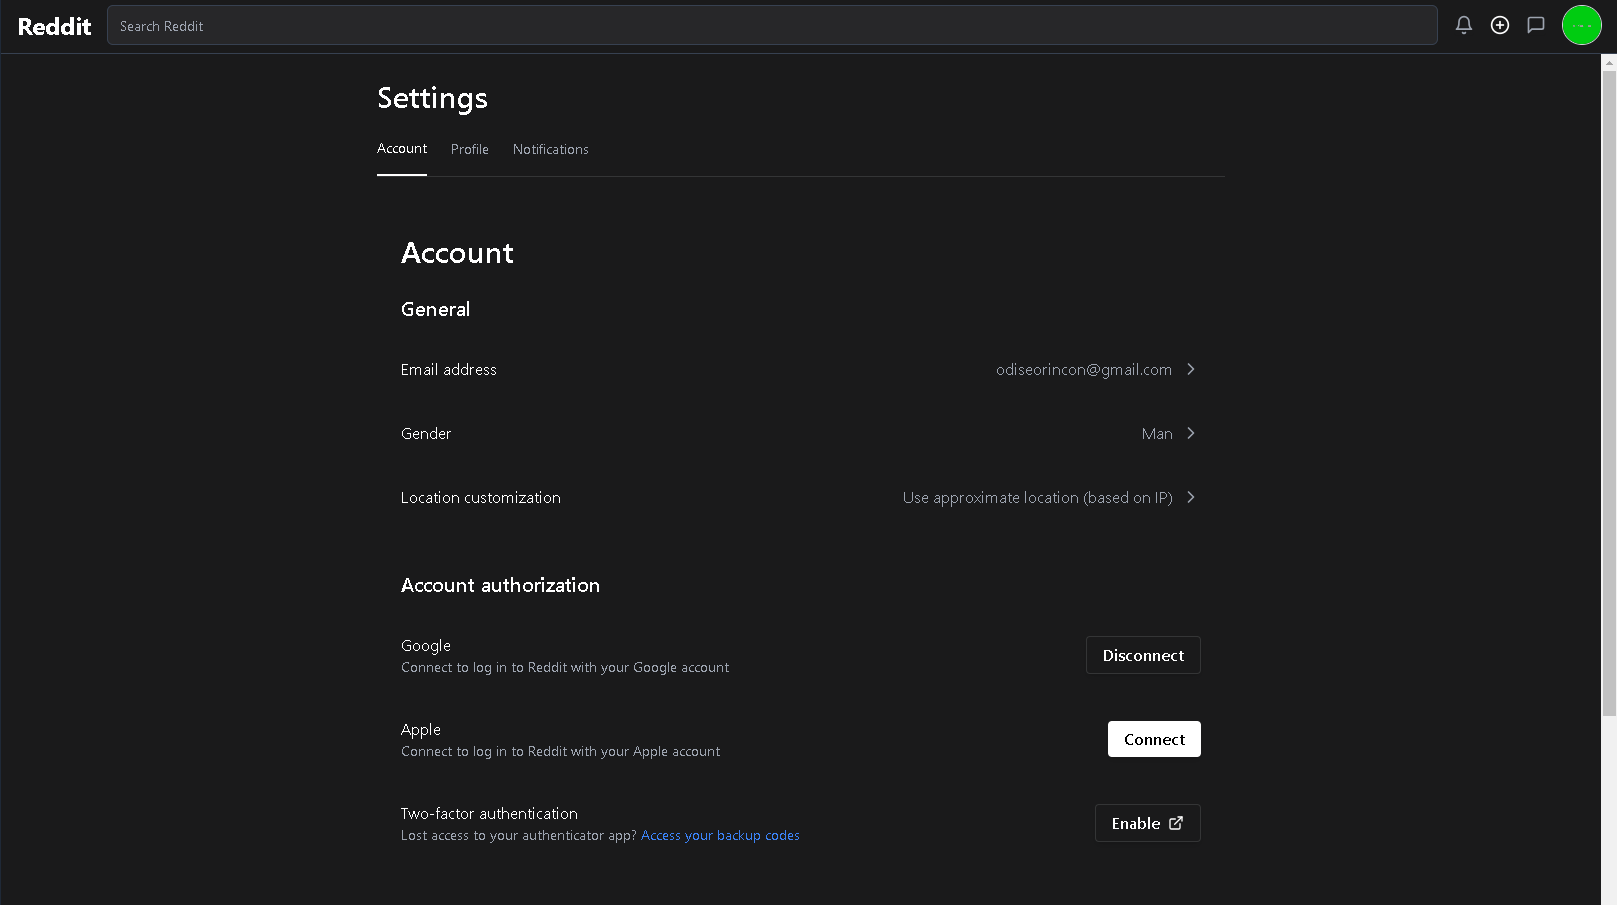 Reddit
Search Reddit
Settings
Account
Profile
Notifications
Account
General
Email address
odiseorincon@gmail.com
Gender
Man
Location customization
Use approximate location (based on IP)
Account authorization
Google
Connect to log in to Reddit with your Google account
Disconnect
Apple
Connect to log in to Reddit with your Apple account
Connect
Two-factor authentication
Lost access to your authenticator app? Access your backup codes
Enable